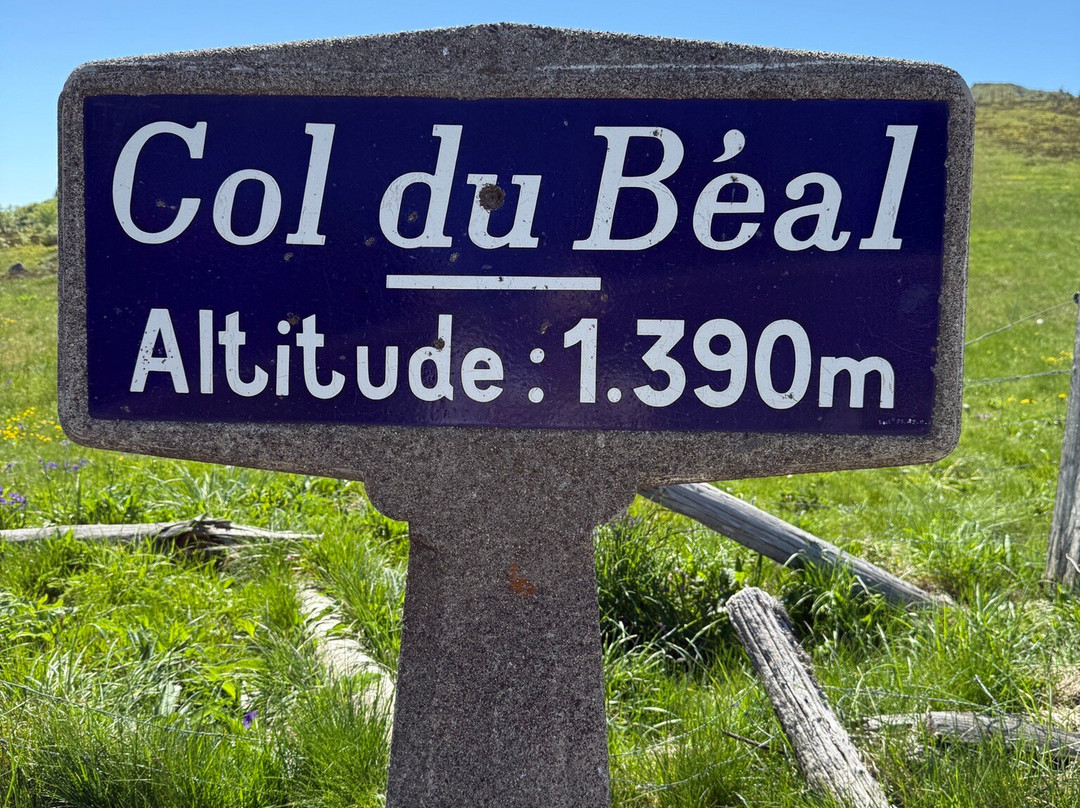 Col du Béal
Altitude : 1.390m